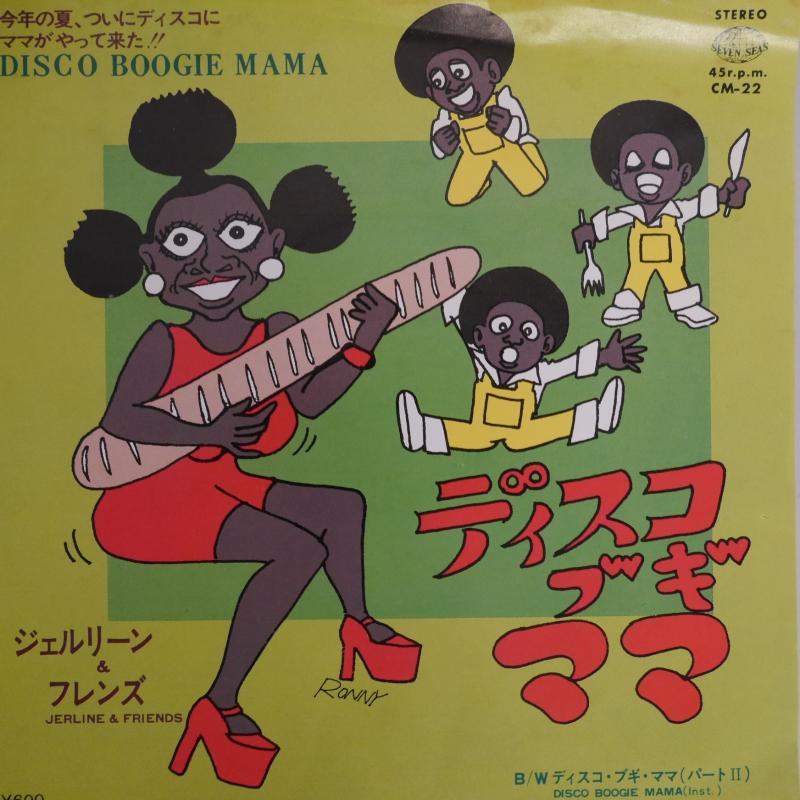 今年の夏、ついにディスコに
ママがやって来た!!
DISCO BOOGIE MAMA
STEREO
SEVEN SEAS
45r.p.m.
CM-22
ディスコ
ブギ
ママ
ジェルリーン
&
フレンズ
JERLINE & FRIENDS
RONNY
B/W ディスコ・ブギ・ママ(パートII)
DISCO BOOGIE MAMA(Inst.)
¥600